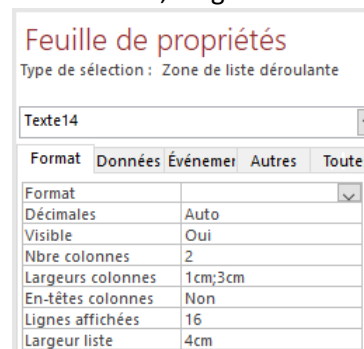 Feuille de propriétés
Type de sélection : Zone de liste déroulante
Texte14
Format Données Événemer Autres Toute
Format
Décimales Auto
Visible Oui
Nbre colonnes 2
Largeurs colonnes 1cm;3cm
En-têtes colonnes Non
Lignes affichées 16
Largeur liste 4cm